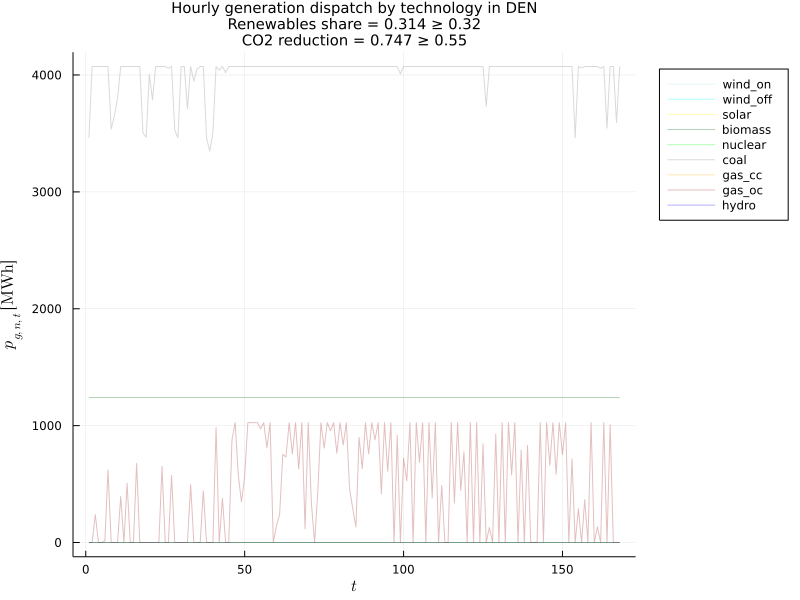 Hourly generation dispatch by technology in DEN
Renewables share = 0.314 ≥ 0.32
CO2 reduction = 0.747 ≥ 0.55
4000
3000
2000
1000
0
p_{g,n,t} [MWh]
0
50
100
150
t
wind_on
wind_off
solar
biomass
nuclear
coal
gas_cc
gas_oc
hydro